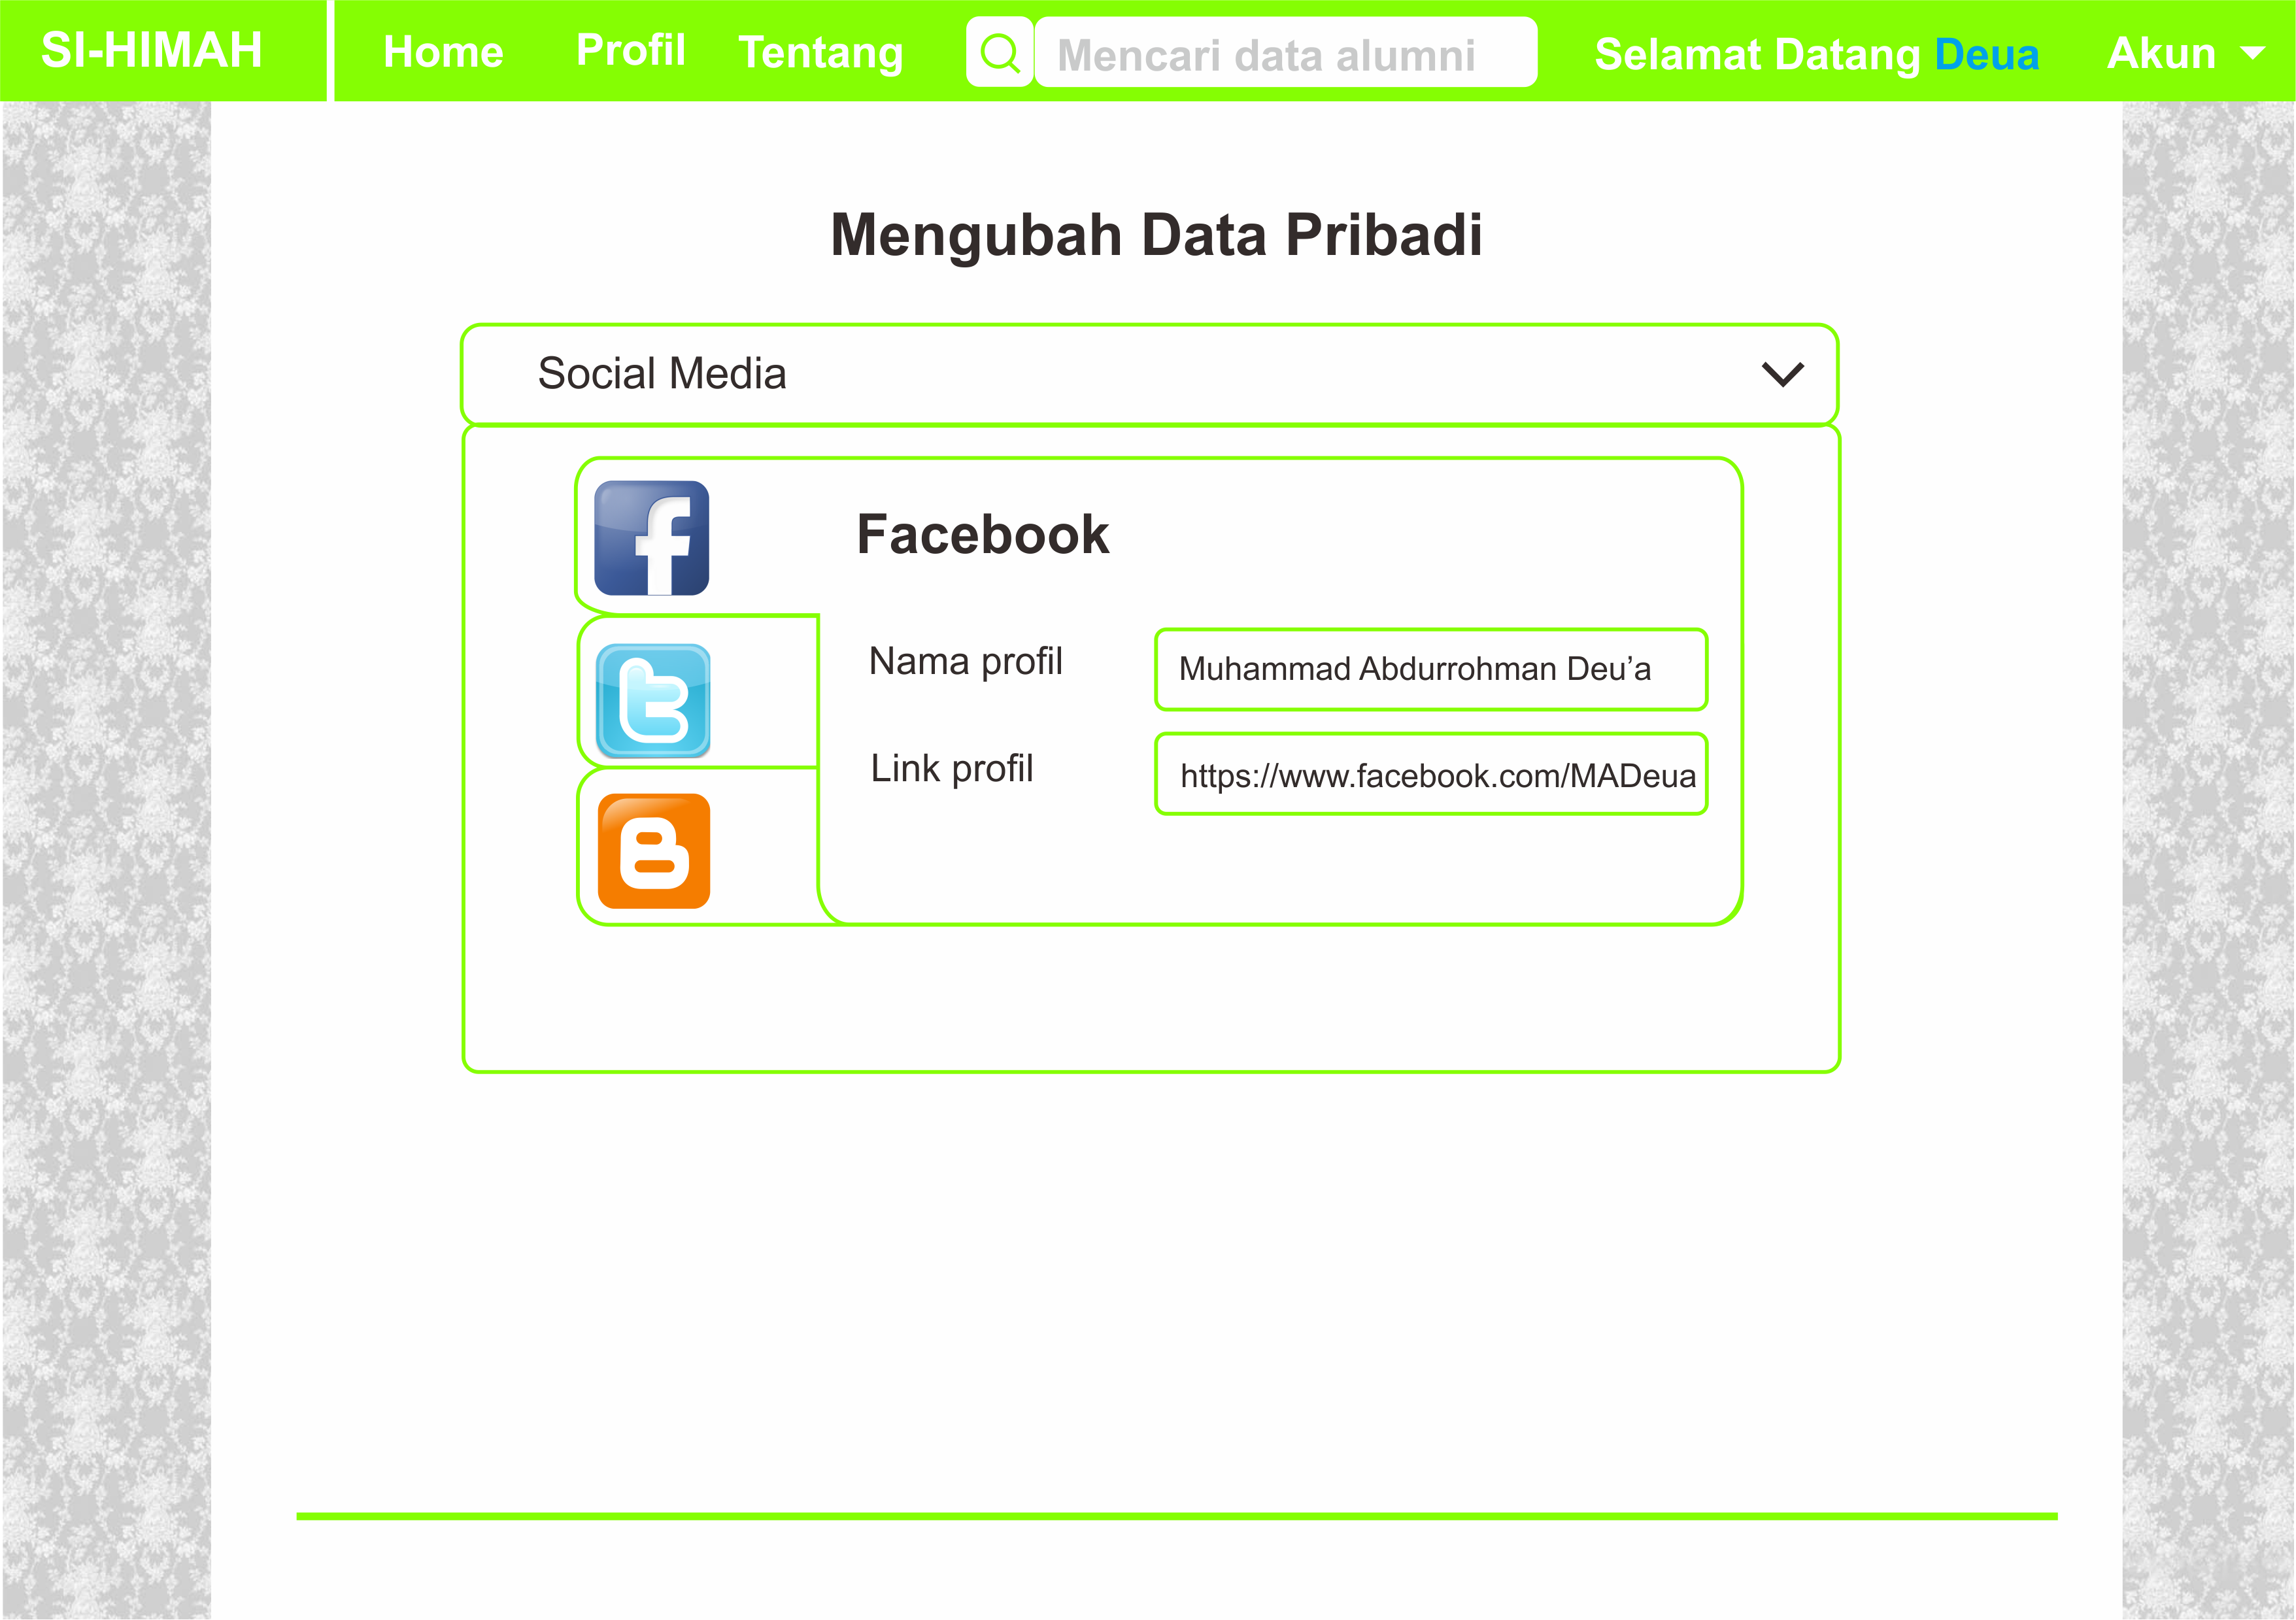 SI-HIMAH Home Profil Tentang Mencari data alumni Selamat Datang Deua Akun
Mengubah Data Pribadi
Social Media
Facebook
Nama profil Muhammad Abdurrohman Deu’a
Link profil https://www.facebook.com/MADeua